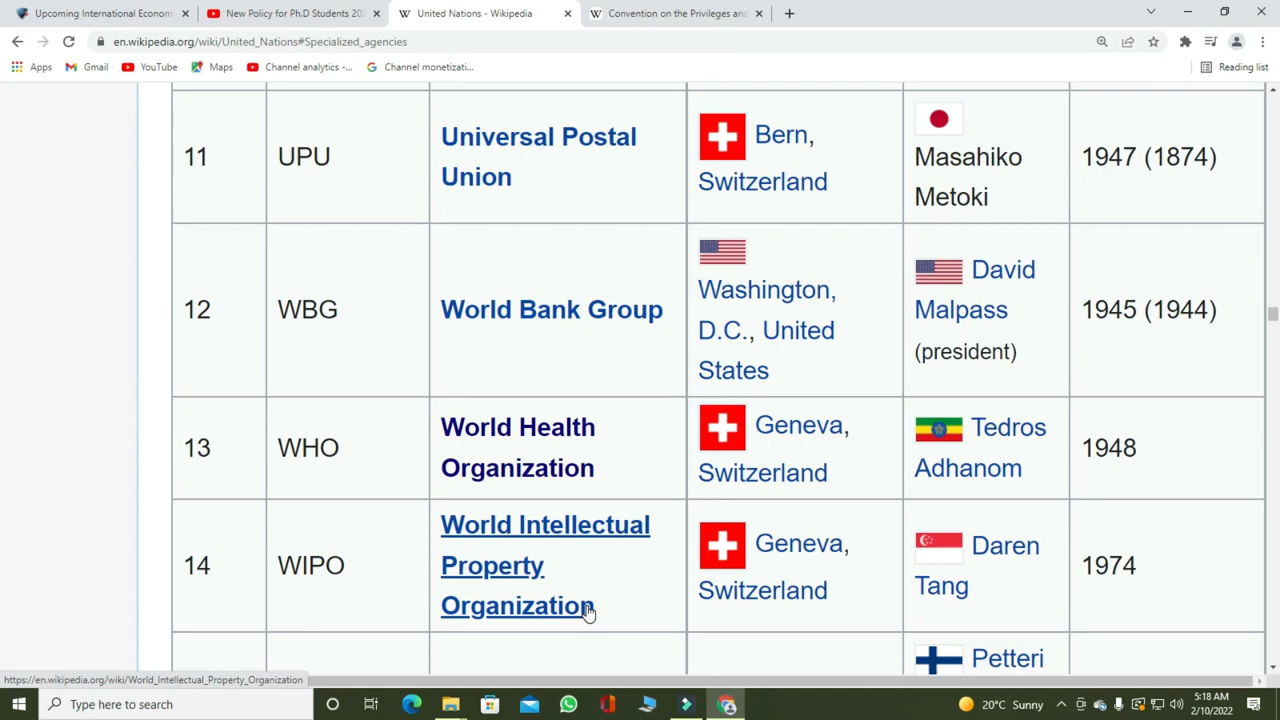 Upcoming International Econom
New Policy for Ph.D Students 202
United Nations - Wikipedia
Convention on the Privileges and
en.wikipedia.org/wiki/United_Nations#Specialized_agencies
Apps
Gmail
YouTube
Maps
Channel analytics -...
Channel monetizati...
Reading list
11
UPU
Universal Postal
Union
Bern,
Switzerland
Masahiko
Metoki
1947 (1874)
12
WBG
World Bank Group
Washington,
D.C., United
States
David
Malpass
(president)
1945 (1944)
13
WHO
World Health
Organization
Geneva,
Switzerland
Tedros
Adhanom
1948
14
WIPO
World Intellectual
Property
Organization
Geneva,
Switzerland
Daren
Tang
1974
Petteri
https://en.wikipedia.org/wiki/World_Intellectual_Property_Organization
Type here to search
20°C Sunny
5:18 AM
2/10/2022